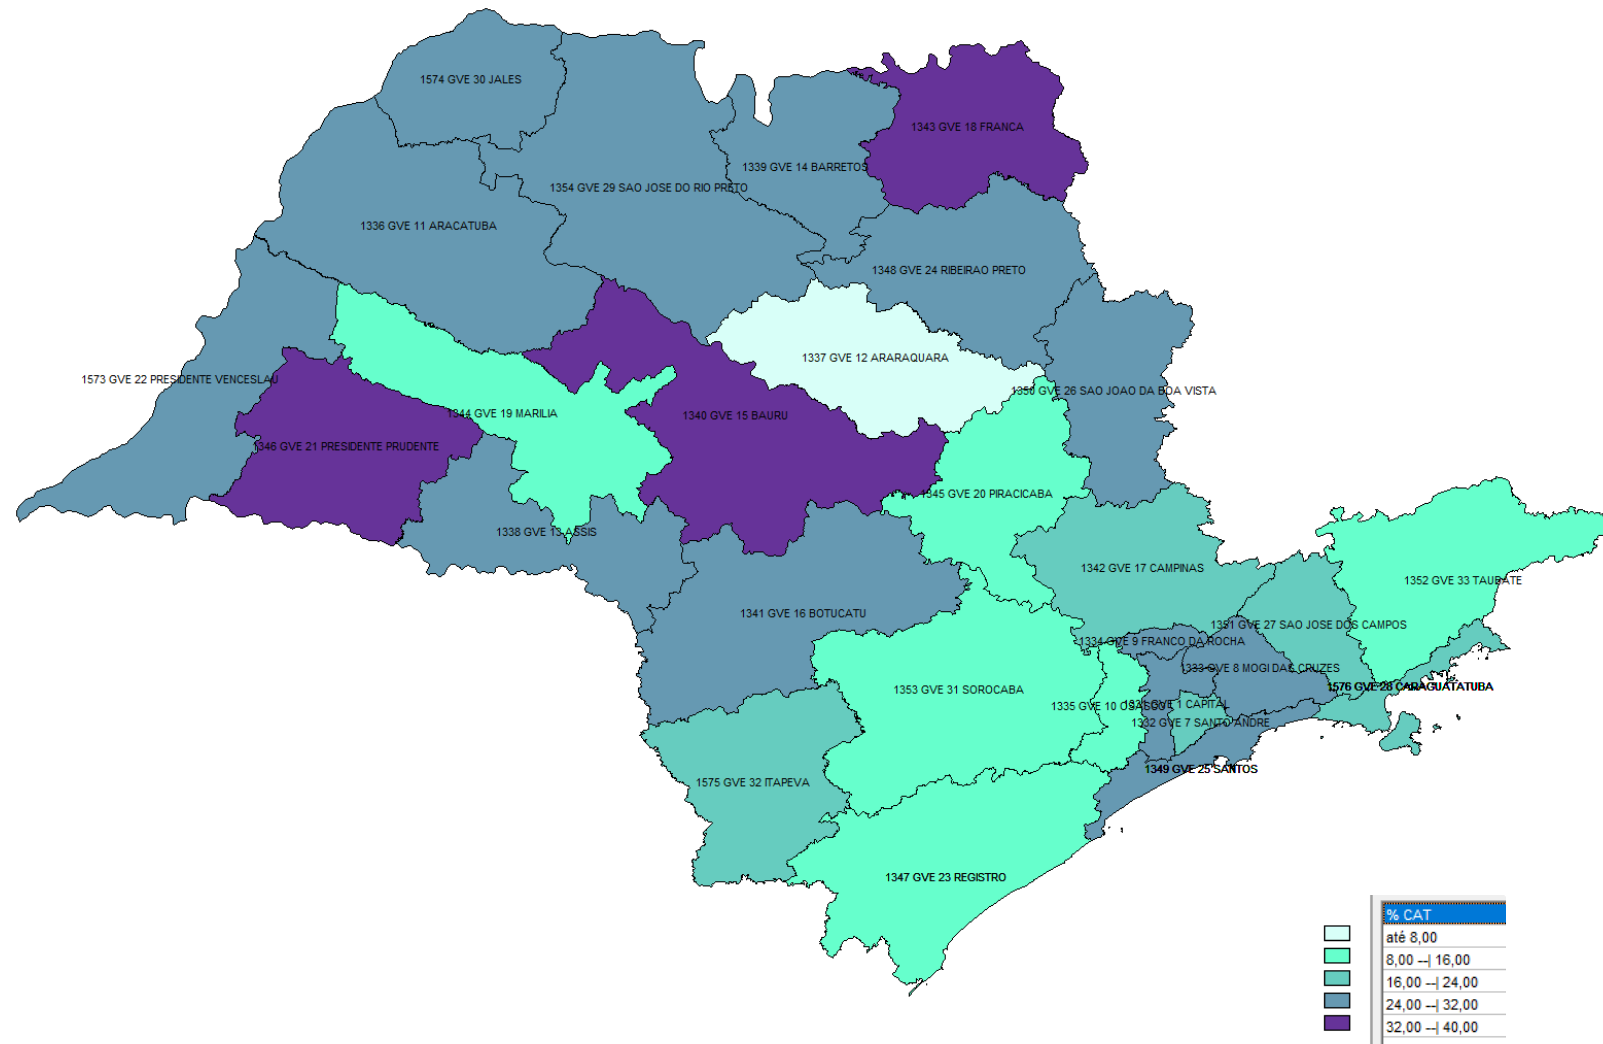 1574 GVE 30 JALES
1343 GVE 18 FRANCA
1339 GVE 14 BARRETOS
1354 GVE 29 SAO JOSE DO RIO PRETO
1336 GVE 11 ARACATUBA
1348 GVE 24 RIBEIRAO PRETO
1337 GVE 12 ARARAQUARA
1573 GVE 22 PRESIDENTE VENCESLAU
1350 GVE 26 SAO JOAO DA BOA VISTA
1344 GVE 19 MARILIA
1340 GVE 15 BAURU
1346 GVE 21 PRESIDENTE PRUDENTE
1345 GVE 20 PIRACICABA
1338 GVE 13 ASSIS
1342 GVE 17 CAMPINAS
1352 GVE 33 TAUBATE
1341 GVE 16 BOTUCATU
1351 GVE 27 SAO JOSE DOS CAMPOS
1334 GVE 9 FRANCO DA ROCHA
1333 GVE 8 MOGI DAS CRUZES
1353 GVE 31 SOROCABA
1576 GVE 28 CARAGUATATUBA
1335 GVE 10 OSASCO
1331 GVE 1 CAPITAL
1332 GVE 7 SANTO ANDRE
1349 GVE 25 SANTOS
1575 GVE 32 ITAPEVA
1347 GVE 23 REGISTRO
% CAT
até 8,00
8,00 --| 16,00
16,00 --| 24,00
24,00 --| 32,00
32,00 --| 40,00